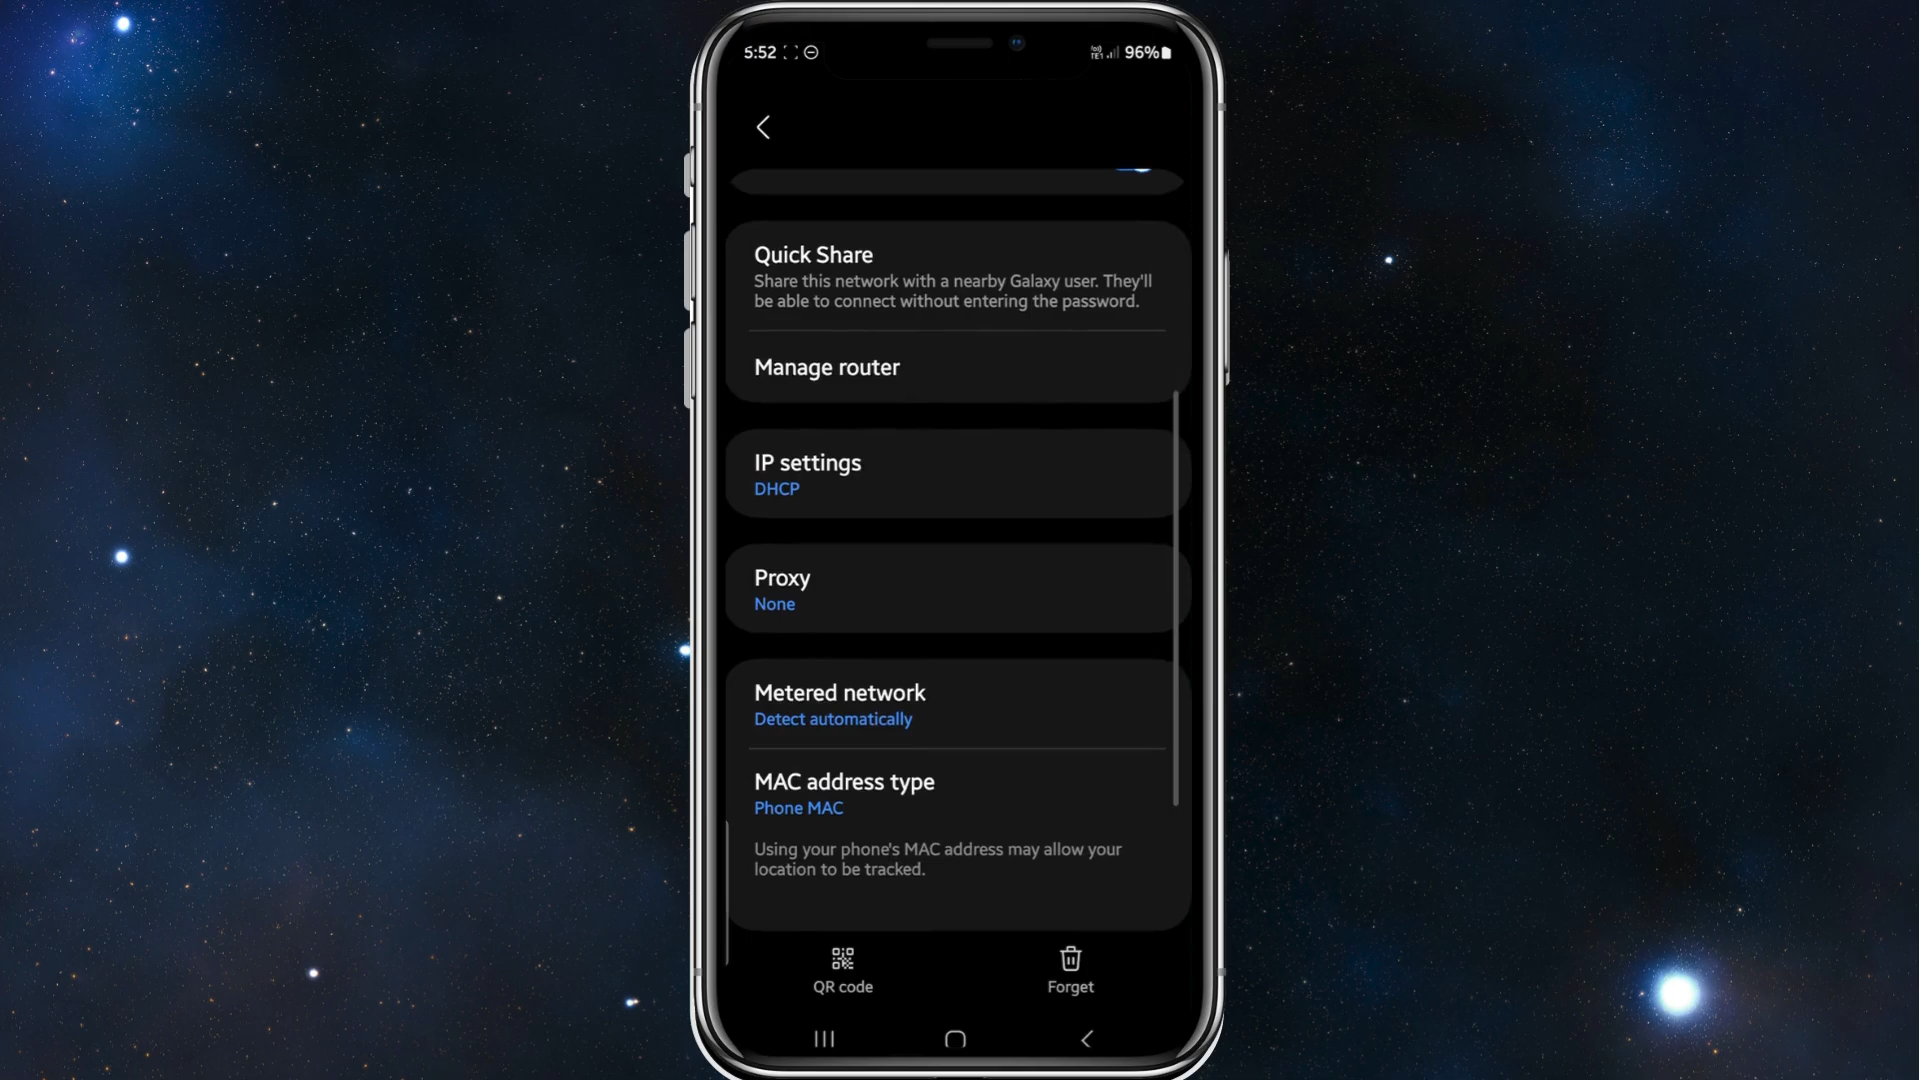 5:52
96%
Quick Share
Share this network with a nearby Galaxy user. They'll
be able to connect without entering the password.
Manage router
IP settings
DHCP
Proxy
None
Metered network
Detect automatically
MAC address type
Phone MAC
Using your phone's MAC address may allow your
location to be tracked.
QR code
Forget